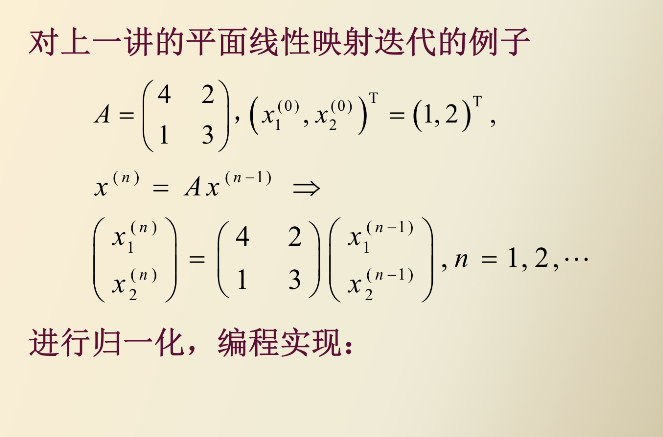 对上一讲的平面线性映射迭代的例子
A = \begin{pmatrix} 4 & 2 \\ 1 & 3 \end{pmatrix}, \left( x_1^{(0)}, x_2^{(0)} \right)^{\mathrm{T}} = (1, 2)^{\mathrm{T}},
x^{(n)} = Ax^{(n-1)} \Rightarrow
\begin{pmatrix} x_1^{(n)} \\ x_2^{(n)} \end{pmatrix} = \begin{pmatrix} 4 & 2 \\ 1 & 3 \end{pmatrix} \begin{pmatrix} x_1^{(n-1)} \\ x_2^{(n-1)} \end{pmatrix}, n = 1, 2, \cdots
进行归一化，编程实现：